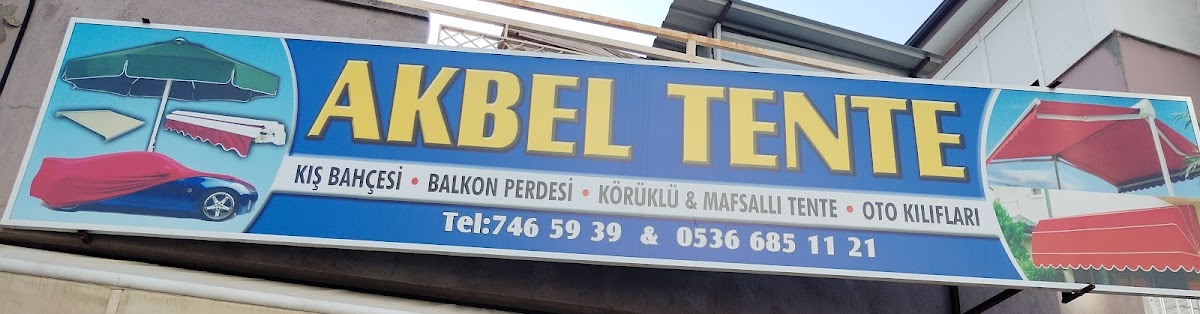 AKBEL TENTE
KIŞ BAHÇESİ • BALKON PERDESİ • KÖRÜKLÜ & MAFSALLI TENTE • OTO KILIFLARI
Tel:746 59 39 & 0536 685 11 21